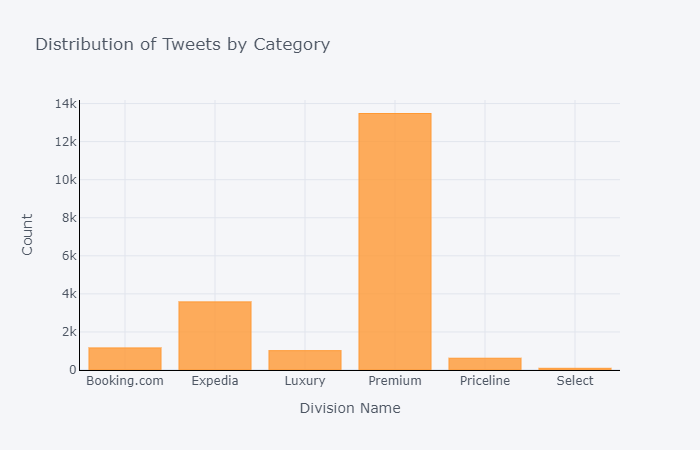 Distribution of Tweets by Category
14k
12k
10k
8k
6k
4k
2k
0
Count
Booking.com Expedia Luxury Premium Priceline Select
Division Name